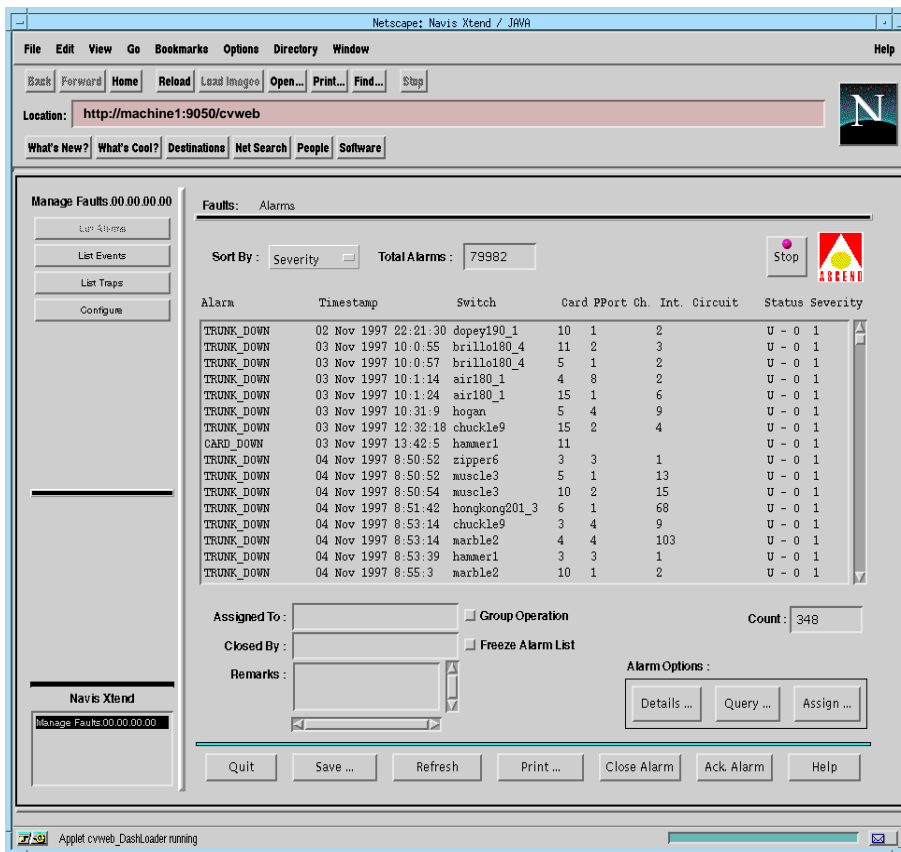 Netscape: Navis Xtend / JAVA
File Edit View Go Bookmarks Options Directory Window Help
Back Forward Home Reload Load Images Open... Print... Find... Stop
Location: http://machine1:9050/cvweb
N
What's New? What's Cool? Destinations Net Search People Software
Manage Faults.00.00.00.00
List Alarms
List Events
List Traps
Configure
Faults: Alarms
Sort By : Severity Total Alarms : 79982 Stop
ASCEND
Alarm Timestamp Switch Card PPort Ch. Int. Circuit Status Severity
TRUNK_DOWN 02 Nov 1997 22:21:30 dopey190_1 10 1 2 U - 0 1
TRUNK_DOWN 03 Nov 1997 10:0:55 brillo180_4 11 2 3 U - 0 1
TRUNK_DOWN 03 Nov 1997 10:0:57 brillo180_4 5 1 2 U - 0 1
TRUNK_DOWN 03 Nov 1997 10:1:14 air180_1 4 8 2 U - 0 1
TRUNK_DOWN 03 Nov 1997 10:1:24 air180_1 15 1 6 U - 0 1
TRUNK_DOWN 03 Nov 1997 10:31:9 hogan 5 4 9 U - 0 1
TRUNK_DOWN 03 Nov 1997 12:32:18 chuckle9 15 2 4 U - 0 1
CARD_DOWN 03 Nov 1997 13:42:5 hammer1 11 U - 0 1
TRUNK_DOWN 04 Nov 1997 8:50:52 zipper6 3 3 1 U - 0 1
TRUNK_DOWN 04 Nov 1997 8:50:52 muscle3 5 1 13 U - 0 1
TRUNK_DOWN 04 Nov 1997 8:50:54 muscle3 10 2 15 U - 0 1
TRUNK_DOWN 04 Nov 1997 8:51:42 hongkong201_3 6 1 68 U - 0 1
TRUNK_DOWN 04 Nov 1997 8:53:14 chuckle9 3 4 9 U - 0 1
TRUNK_DOWN 04 Nov 1997 8:53:14 marble2 4 4 103 U - 0 1
TRUNK_DOWN 04 Nov 1997 8:53:39 hammer1 3 3 1 U - 0 1
TRUNK_DOWN 04 Nov 1997 8:55:3 marble2 10 1 2 U - 0 1
Assigned To : Group Operation Count : 348
Closed By : Freeze Alarm List
Remarks :
Alarm Options :
Details ... Query ... Assign ...
Navis Xtend
Manage Faults.00.00.00.00
Quit Save ... Refresh Print ... Close Alarm Ack. Alarm Help
Applet cvweb_DashLoader running